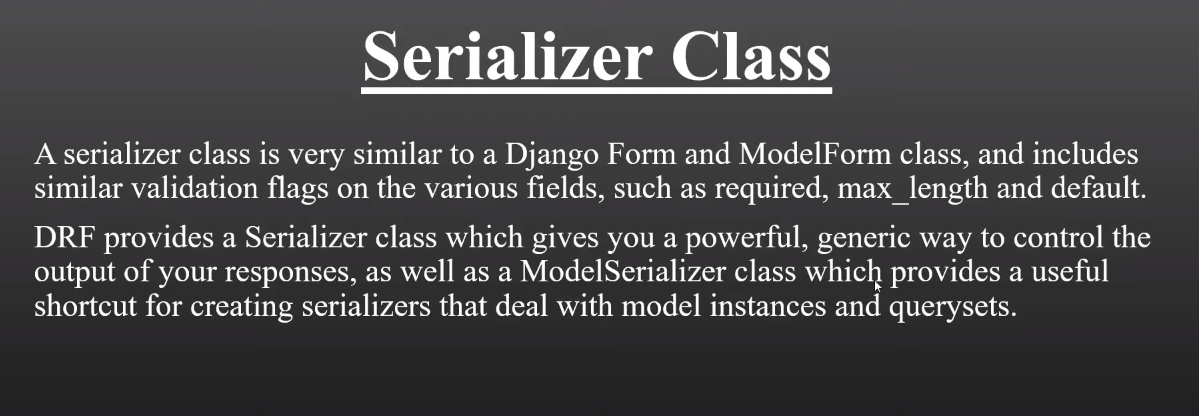 Serializer Class
A serializer class is very similar to a Django Form and ModelForm class, and includes
similar validation flags on the various fields, such as required, max_length and default.
DRF provides a Serializer class which gives you a powerful, generic way to control the
output of your responses, as well as a ModelSerializer class which provides a useful
shortcut for creating serializers that deal with model instances and querysets.